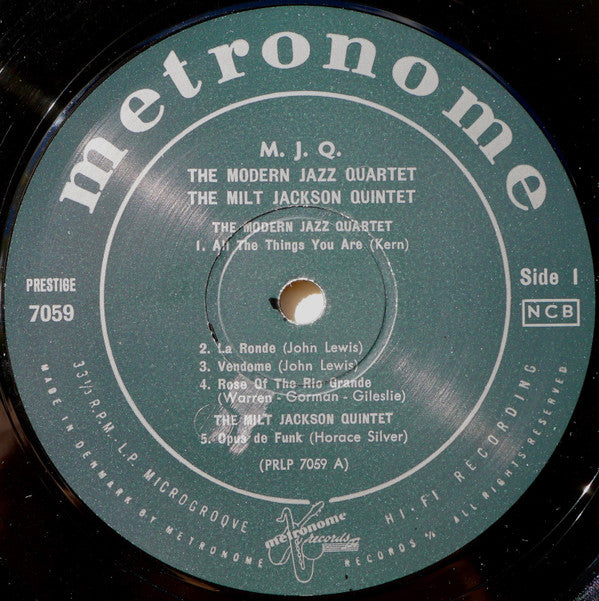 metronome
M. J. Q.
THE MODERN JAZZ QUARTET
THE MILT JACKSON QUINTET
THE MODERN JAZZ QUARTET
1. All The Things You Are (Kern)
PRESTIGE
7059
Side 1
NCB
2. La Ronde (John Lewis)
3. Vendome (John Lewis)
4. Rose Of The Rio Grande
(Warren - Gorman - Gileslie)
THE MILT JACKSON QUINTET
5. Opus de Funk (Horace Silver)
(PRLP 7059 A)
33 1/3 R.P.M. - L.P. MICROGROOVE
HI-FI RECORDING
MADE IN DENMARK BY METRONOME RECORDS A/S ALL RIGHTS RESERVED
metronome
records